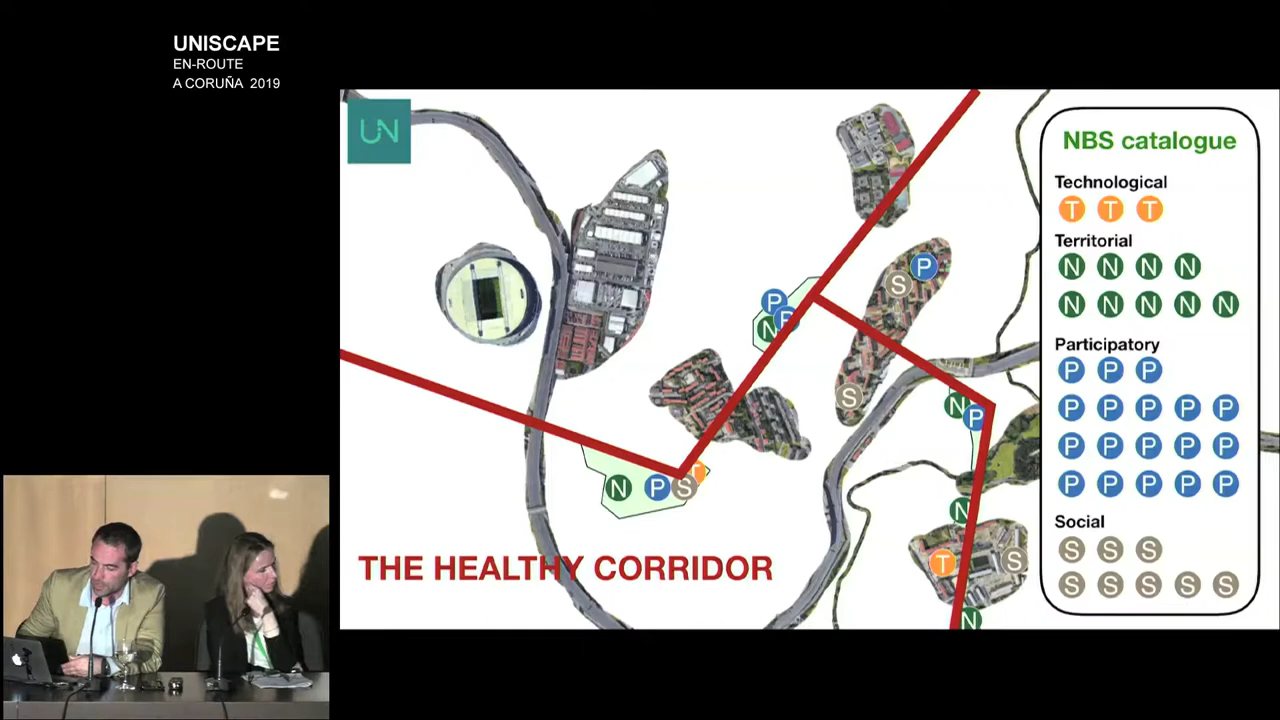 UNISCAPE
EN-ROUTE
A CORUÑA 2019
UN
NBS catalogue
Technological
T T T
Territorial
N N N N
N N N N N
Participatory
P P P
P P P P P
P P P P P
P P P P P
Social
S S S
S S S S S
P
S
P
P
N
S
N
P
T
N
P
S
N
T
S
N
THE HEALTHY CORRIDOR